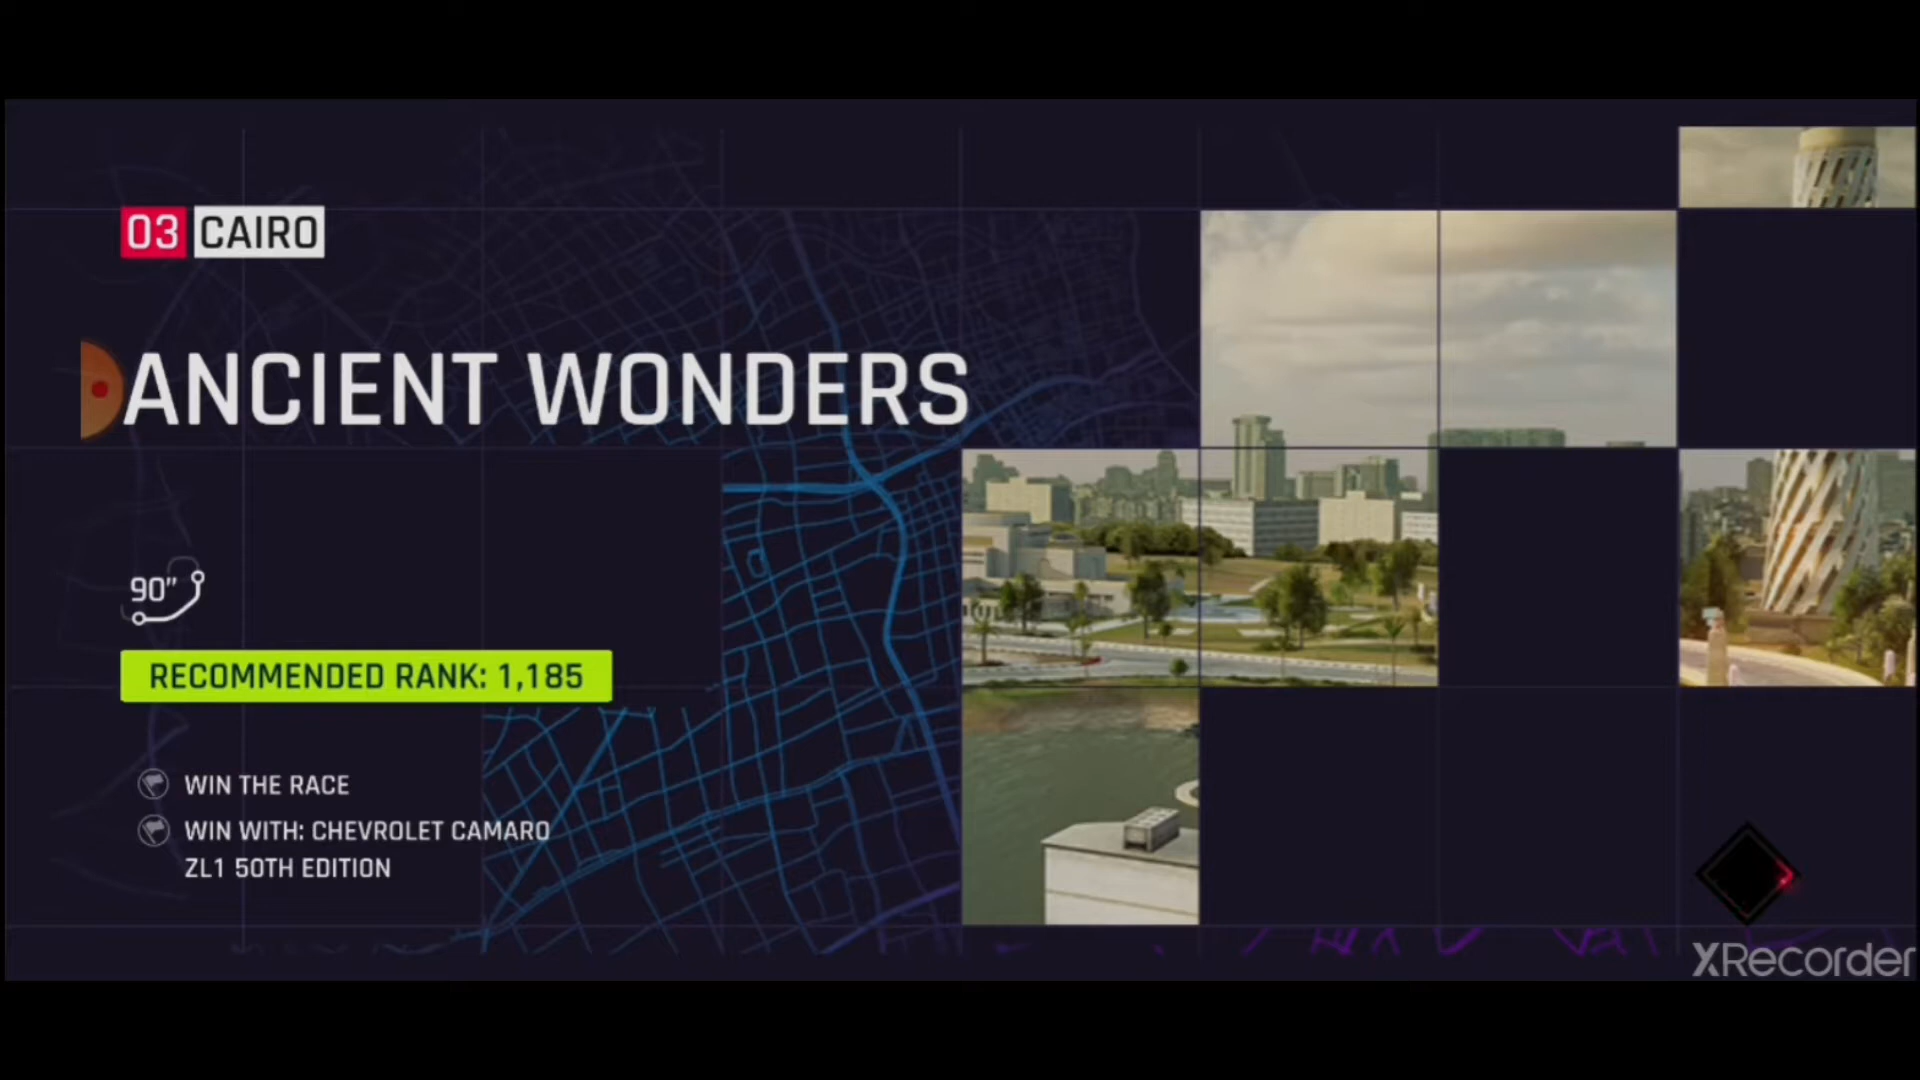 03 CAIRO
ANCIENT WONDERS
90"
RECOMMENDED RANK: 1,185
WIN THE RACE
WIN WITH: CHEVROLET CAMARO
ZL1 50TH EDITION
XRecorder